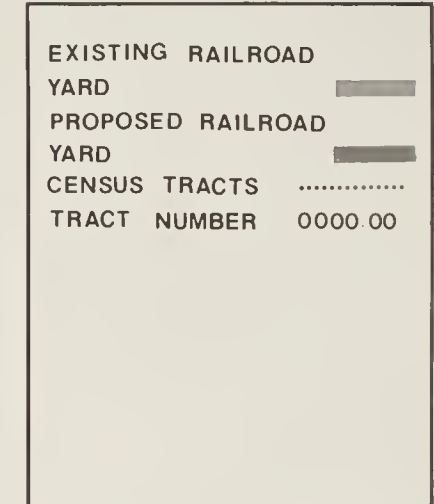 EXISTING RAILROAD
YARD
PROPOSED RAILROAD
YARD
CENSUS TRACTS ..............
TRACT NUMBER 0000.00